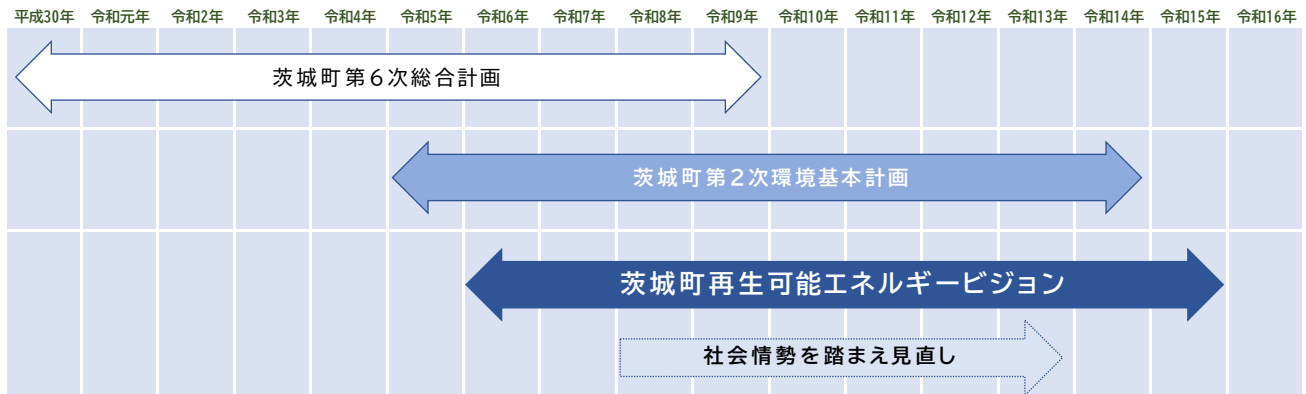 平成30年 令和元年 令和2年 令和3年 令和4年 令和5年 令和6年 令和7年 令和8年 令和9年 令和10年 令和11年 令和12年 令和13年 令和14年 令和15年 令和16年
茨城町第6次総合計画
茨城町第2次環境基本計画
茨城町再生可能エネルギービジョン
社会情勢を踏まえ見直し